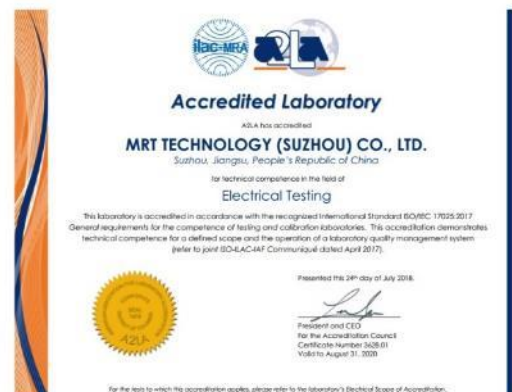 ilac-MRA
A2LA
Accredited Laboratory
A2LA has accredited
MRT TECHNOLOGY (SUZHOU) CO., LTD.
Suzhou, Jiangsu, People's Republic of China
for technical competence in the field of
Electrical Testing
This laboratory is accredited in accordance with the recognized International Standard ISO/IEC 17025:2017
General requirements for the competence of testing and calibration laboratories. This accreditation demonstrates
technical competence for a defined scope and the operation of a laboratory quality management system
(refer to joint ISO-ILAC-IAF Communiqué dated April 2017).
Presented this 24th day of July 2018.
President and CEO
For the Accreditation Council
Certificate Number 3628.01
Valid to August 31, 2020
A2LA
For the tests to which this accreditation applies, please refer to the laboratory's Electrical Scope of Accreditation.